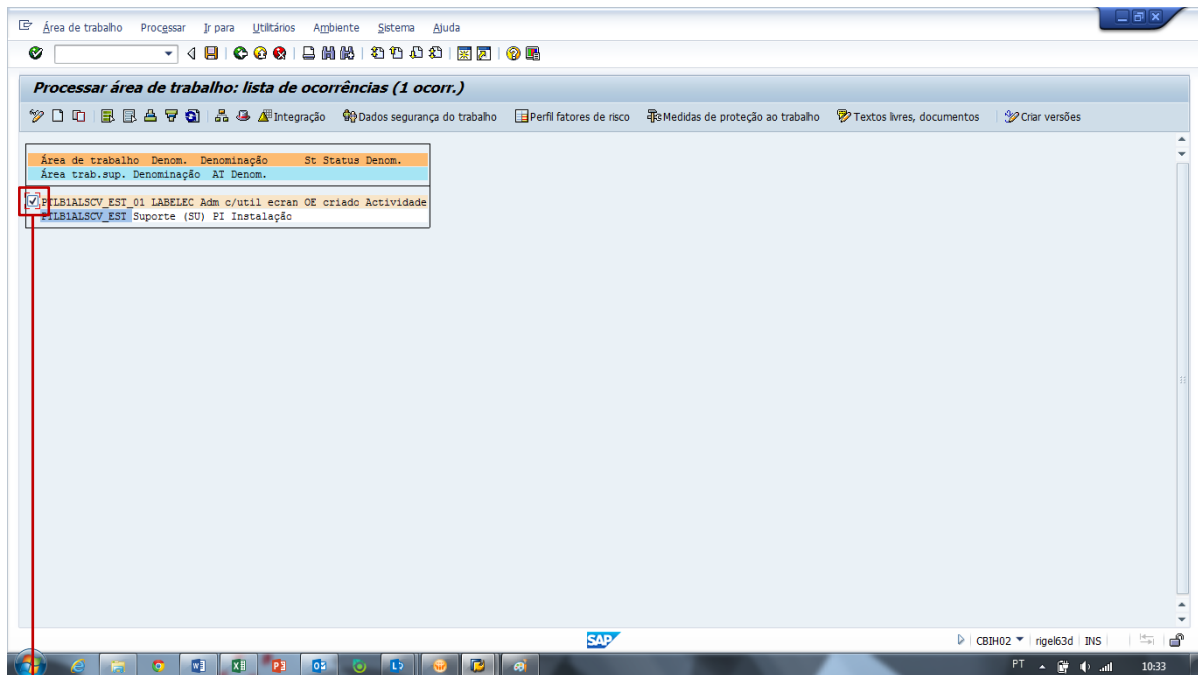 Área de trabalho Processar Ir para Utilitários Ambiente Sistema Ajuda
Processar área de trabalho: lista de ocorrências (1 ocorr.)
Integração Dados segurança do trabalho Perfil fatores de risco Medidas de proteção ao trabalho Textos livres, documentos Criar versões
Área de trabalho Denom. Denominação St Status Denom.
Área trab.sup. Denominação AT Denom.
PTLB1ALSCV_EST_01 LABELEC Adm c/util ecran OE criado Actividade
PTLB1ALSCV_EST Suporte (SU) PI Instalação
SAP
CBIH02 rigel63d INS
PT 10:33